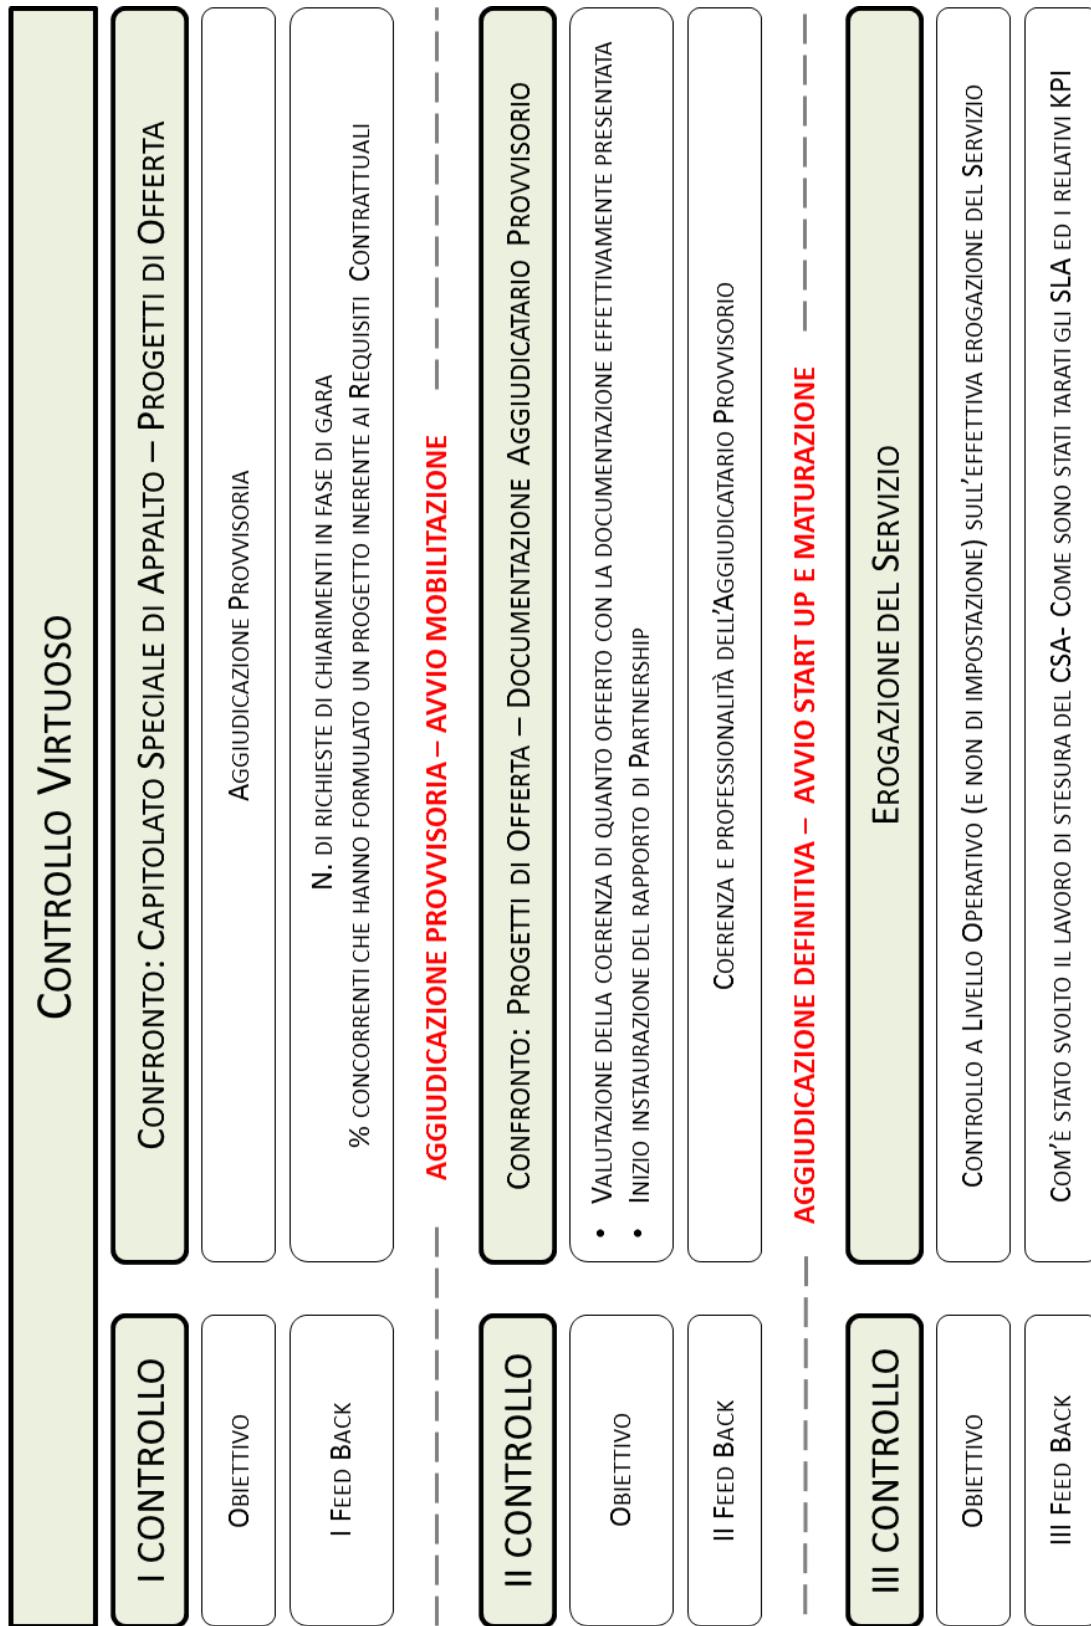 CONTROLLO VIRTUOSO
I CONTROLLO
CONFRONTO: CAPITOLATO SPECIALE DI APPALTO – PROGETTI DI OFFERTA
OBIETTIVO
AGGIUDICAZIONE PROVVISORIA
I FEED BACK
N. DI RICHIESTE DI CHIARIMENTI IN FASE DI GARA
% CONCORRENTI CHE HANNO FORMULATO UN PROGETTO INERENTE AI REQUISITI CONTRATTUALI
AGGIUDICAZIONE PROVVISORIA – AVVIO MOBILITAZIONE
II CONTROLLO
CONFRONTO: PROGETTI DI OFFERTA – DOCUMENTAZIONE AGGIUDICATARIO PROVVISORIO
OBIETTIVO
• VALUTAZIONE DELLA COERENZA DI QUANTO OFFERTO CON LA DOCUMENTAZIONE EFFETTIVAMENTE PRESENTATA
• INIZIO INSTAURAZIONE DEL RAPPORTO DI PARTNERSHIP
II FEED BACK
COERENZA E PROFESSIONALITÀ DELL'AGGIUDICATARIO PROVVISORIO
AGGIUDICAZIONE DEFINITIVA – AVVIO START UP E MATURAZIONE
III CONTROLLO
EROGAZIONE DEL SERVIZIO
OBIETTIVO
CONTROLLO A LIVELLO OPERATIVO (E NON DI IMPOSTAZIONE) SULL'EFFETTIVA EROGAZIONE DEL SERVIZIO
III FEED BACK
COM'È STATO SVOLTO IL LAVORO DI STESURA DEL CSA- COME SONO STATI TARATI GLI SLA ED I RELATIVI KPI